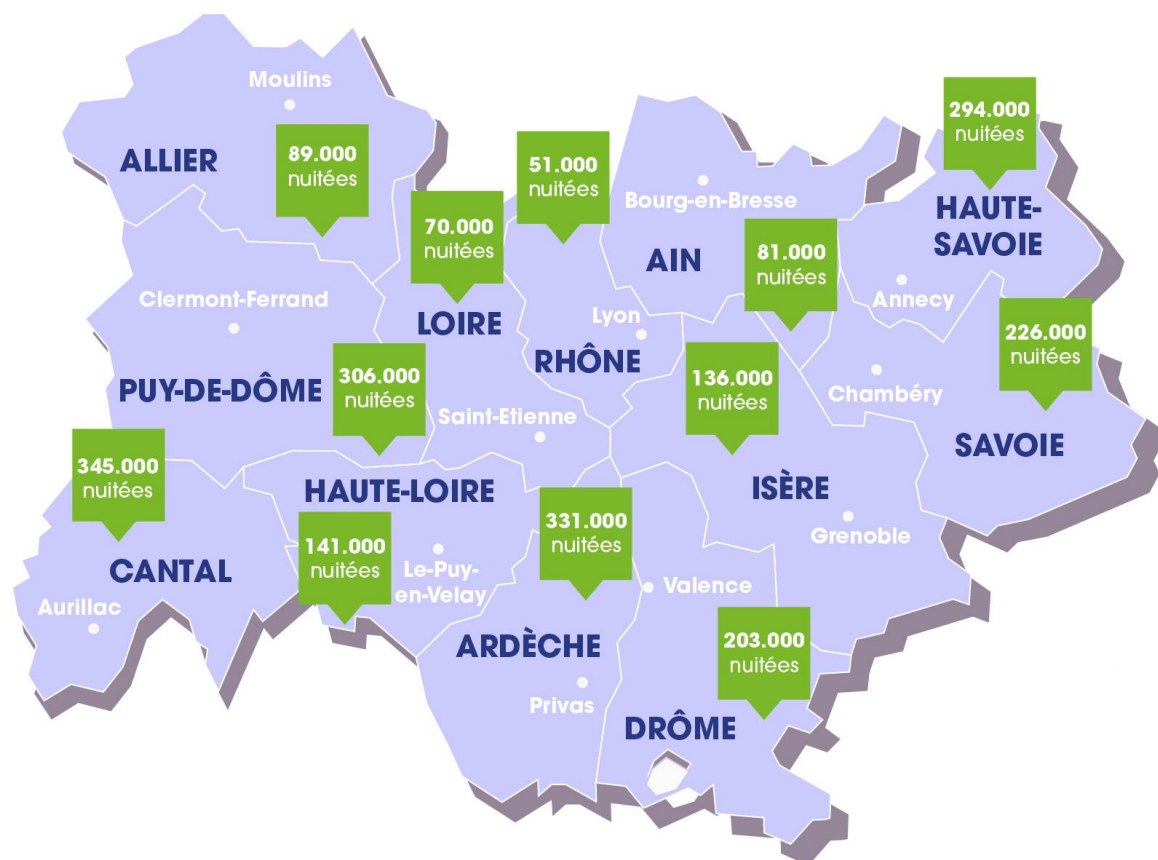 Moulins
294.000
nuitées
ALLIER
89.000
nuitées
51.000
nuitées
Bourg-en-Bresse
HAUTE-
SAVOIE
70.000
nuitées
AIN
81.000
nuitées
Clermont-Ferrand
Annecy
LOIRE
Lyon
226.000
nuitées
RHÔNE
PUY-DE-DÔME
306.000
nuitées
136.000
nuitées
Chambéry
Saint-Etienne
SAVOIE
345.000
nuitées
HAUTE-LOIRE
ISÈRE
331.000
nuitées
Grenoble
141.000
nuitées
CANTAL
Le-Puy-
en-Velay
Valence
Aurillac
ARDÈCHE
203.000
nuitées
Privas
DRÔME